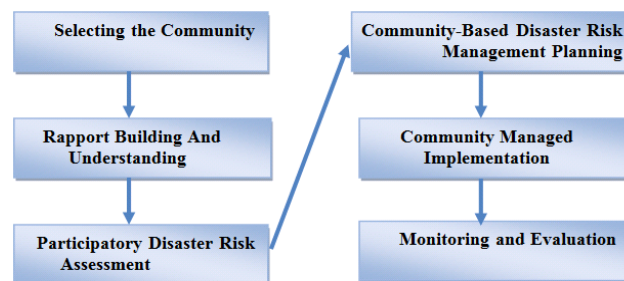 Selecting the Community
Rapport Building And
Understanding
Participatory Disaster Risk
Assessment
Community-Based Disaster Risk
Management Planning
Community Managed
Implementation
Monitoring and Evaluation